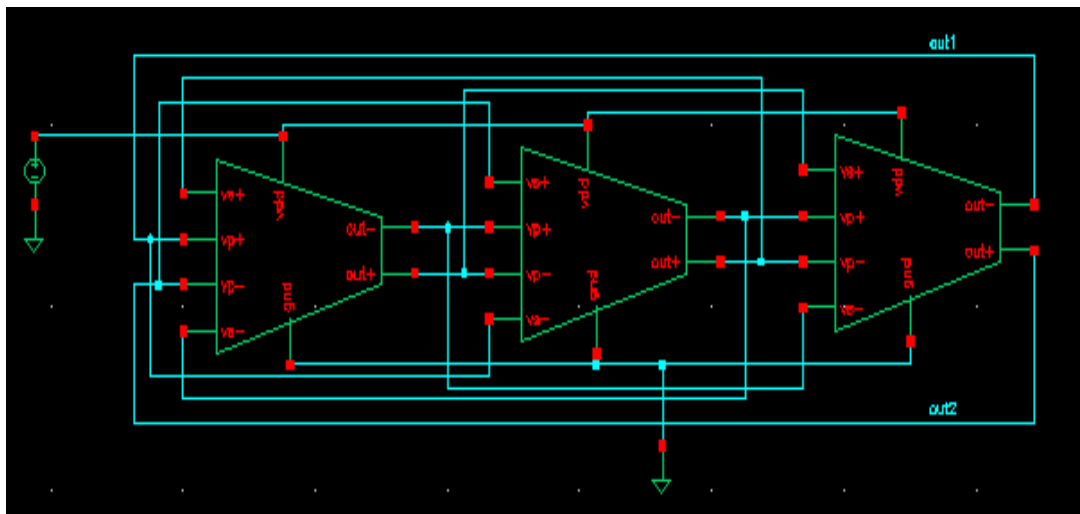 out1
vs+
vp+
vp-
vs-
vdd
gnd
out-
out+
vs+
vp+
vp-
vs-
vdd
gnd
out-
out+
vs+
vp+
vp-
vs-
vdd
gnd
out-
out+
out2